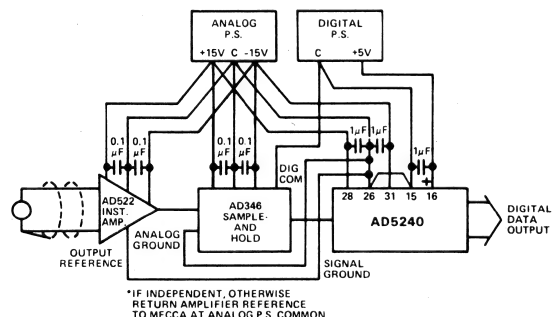 ANALOG
P.S.
+15V C -15V
DIGITAL
P.S.
C +5V
0.1
μF
0.1
μF
0.1
μF
0.1
μF
1μF
1μF
1μF
DIG
COM
28 26 31 15 16
+
AD522
INST.
AMP.
AD346
SAMPLE-
AND
HOLD
AD5240
DIGITAL
DATA
OUTPUT
ANALOG
GROUND
OUTPUT
REFERENCE
SIGNAL
GROUND
*IF INDEPENDENT, OTHERWISE
RETURN AMPLIFIER REFERENCE
TO MECCA AT ANALOG P.S. COMMON